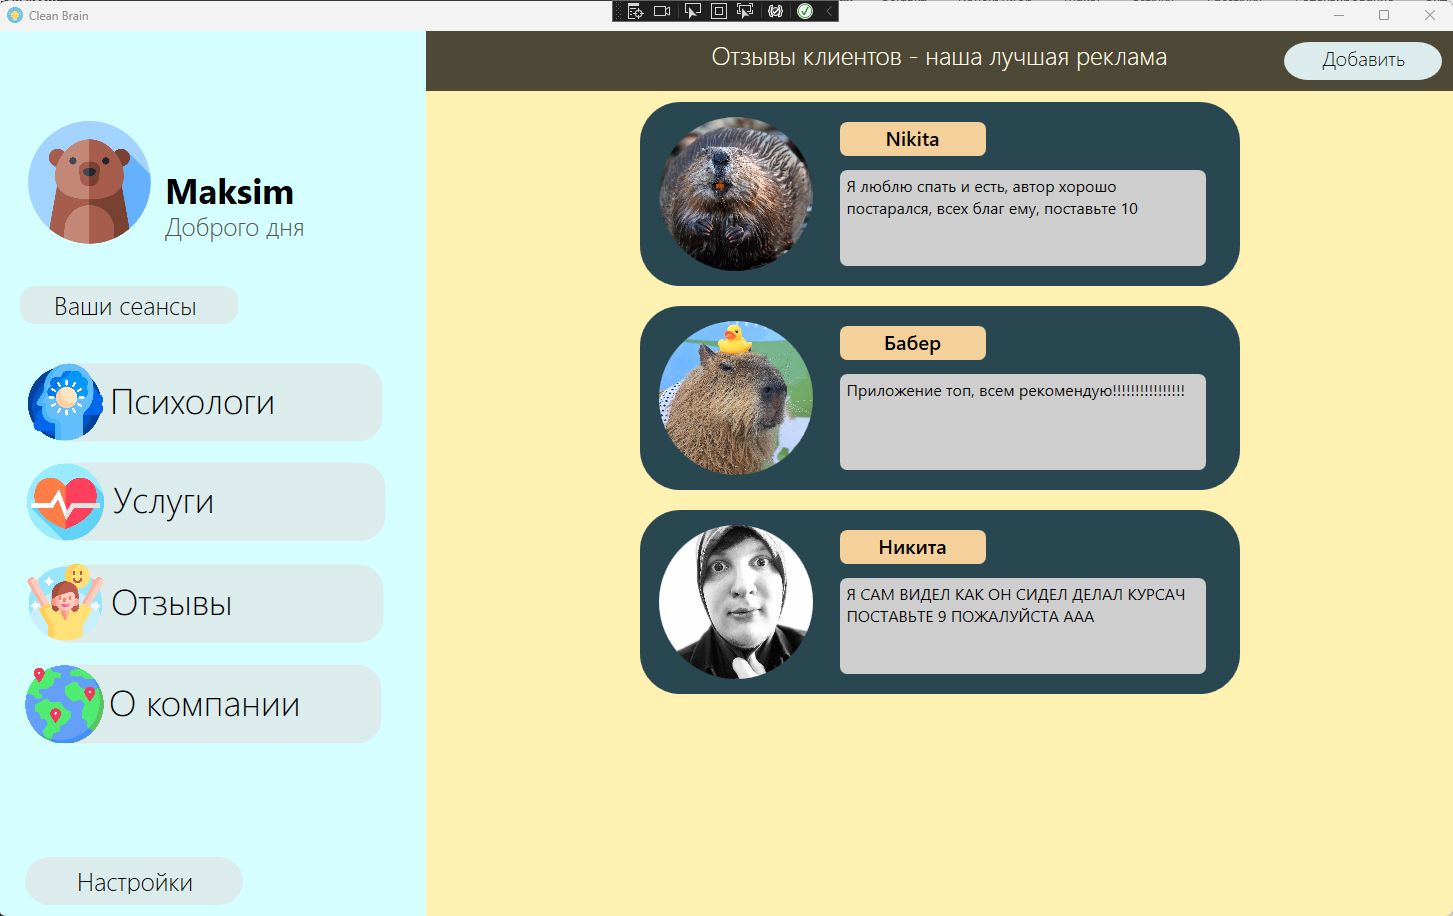 Clean Brain
Отзывы клиентов - наша лучшая реклама
Добавить
Maksim
Доброго дня
Ваши сеансы
Психологи
Услуги
Отзывы
О компании
Настройки
Nikita
Я люблю спать и есть, автор хорошо
постарался, всех благ ему, поставьте 10
Бабер
Приложение топ, всем рекомендую!!!!!!!!!!!!!!!!
Никита
Я САМ ВИДЕЛ КАК ОН СИДЕЛ ДЕЛАЛ КУРСАЧ
ПОСТАВЬТЕ 9 ПОЖАЛУЙСТА ААА